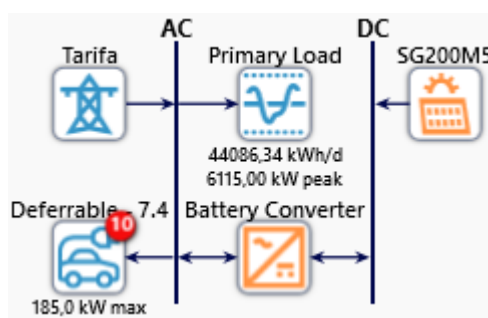 AC
DC
Tarifa
Primary Load
SG200M5
44086,34 kWh/d
6115,00 kW peak
Deferrable - 7.4
10
Battery Converter
185,0 kW max